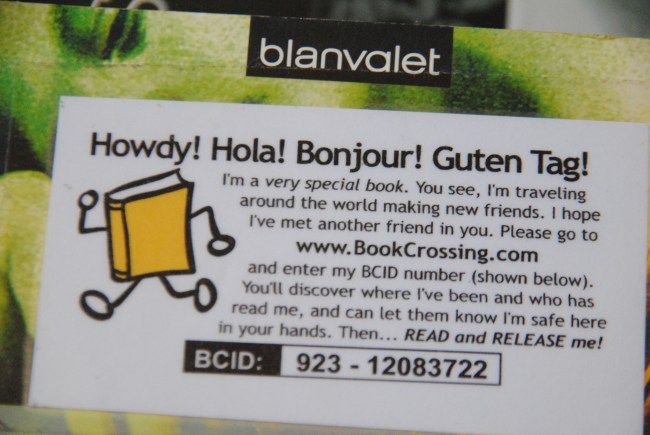 blanvalet
Howdy! Hola! Bonjour! Guten Tag!
I'm a very special book. You see, I'm traveling
around the world making new friends. I hope
I've met another friend in you. Please go to
www.BookCrossing.com
and enter my BCID number (shown below).
You'll discover where I've been and who has
read me, and can let them know I'm safe here
in your hands. Then... READ and RELEASE me!
BCID: 923 - 12083722